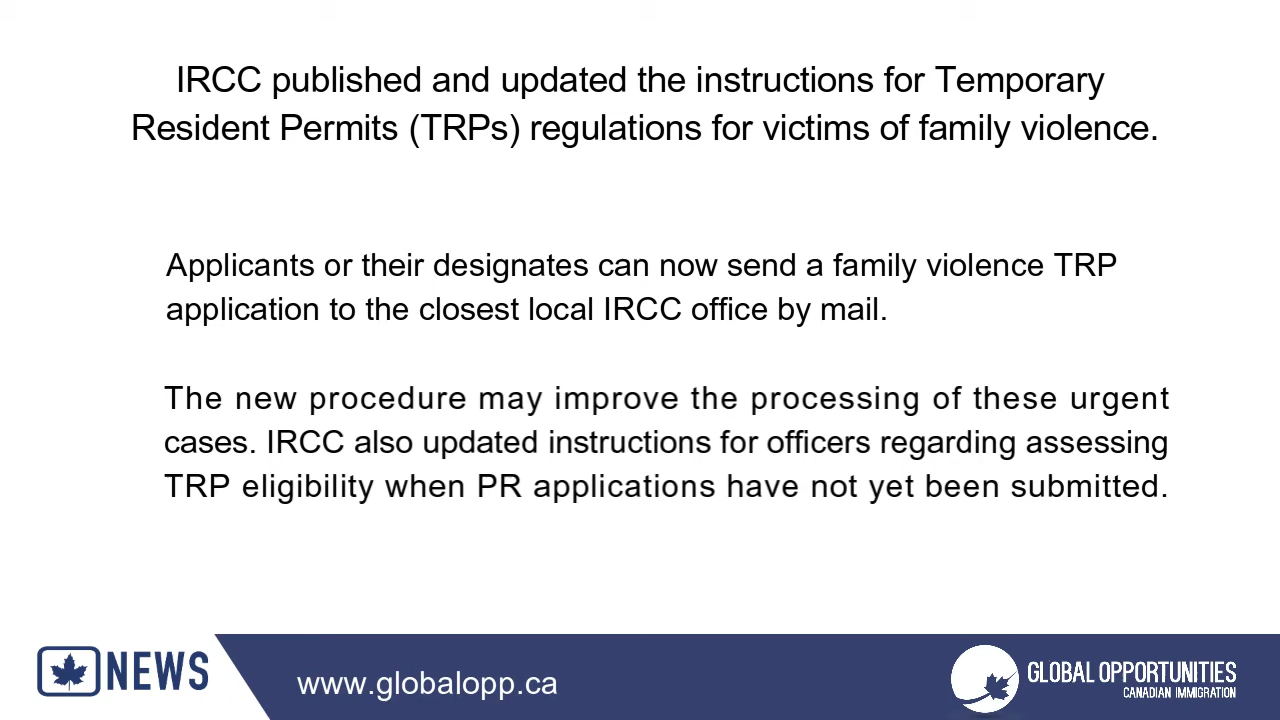 IRCC published and updated the instructions for Temporary
Resident Permits (TRPs) regulations for victims of family violence.
Applicants or their designates can now send a family violence TRP
application to the closest local IRCC office by mail.
The new procedure may improve the processing of these urgent
cases. IRCC also updated instructions for officers regarding assessing
TRP eligibility when PR applications have not yet been submitted.
NEWS
www.globalopp.ca
GLOBAL OPPORTUNITIES
CANADIAN IMMIGRATION